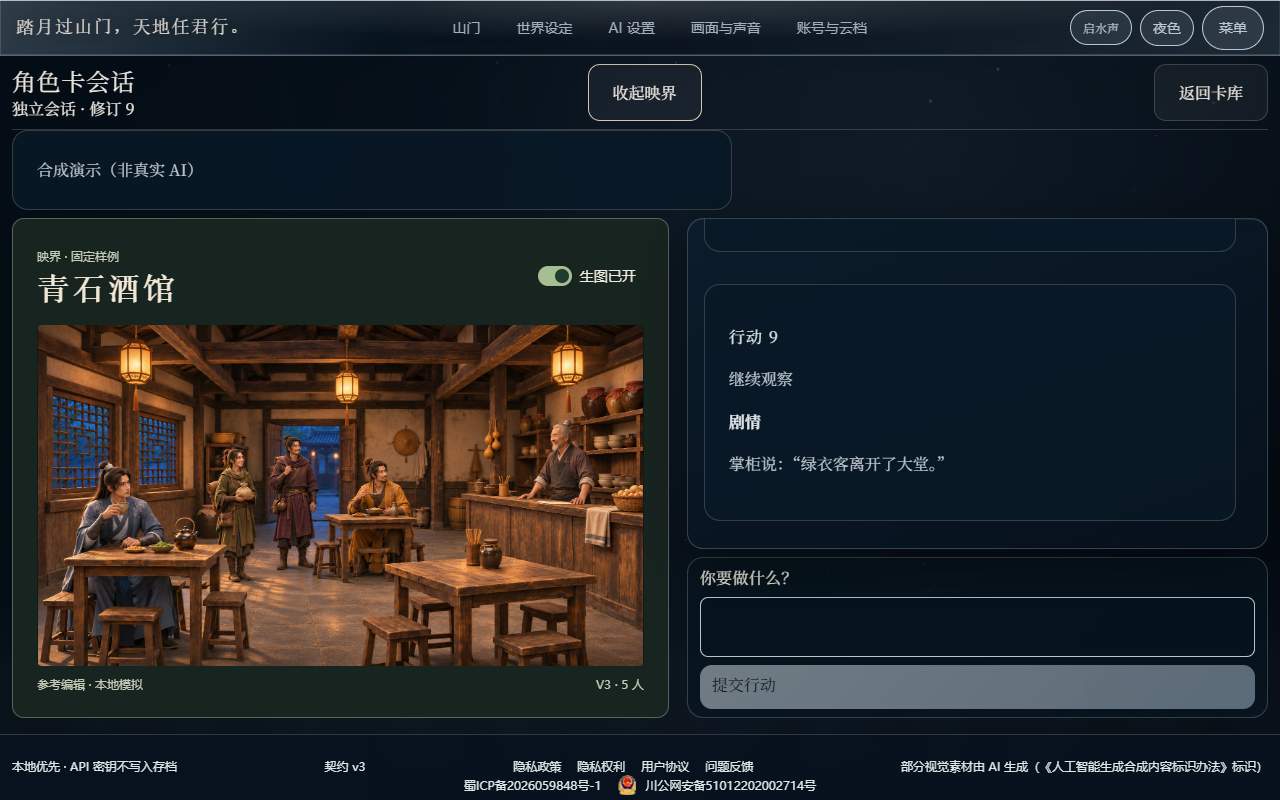 踏月过山门，天地任君行。
山门 世界设定 AI 设置 画面与声音 账号与云档
启水声 夜色 菜单
角色卡会话
独立会话 · 修订 9
收起映界
返回卡库
合成演示（非真实 AI）
映界 · 固定样例
青石酒馆
生图已开
参考编辑 · 本地模拟
V3 · 5 人
行动 9
继续观察
剧情
掌柜说：“绿衣客离开了大堂。”
你要做什么？
提交行动
本地优先 · API 密钥不写入存档
契约 v3
隐私政策 隐私权利 用户协议 问题反馈
蜀ICP备2026059848号-1 川公网安备51012202002714号
部分视觉素材由 AI 生成（《人工智能生成合成内容标识办法》标识）